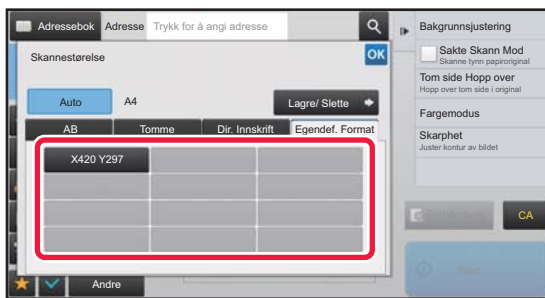 Adressebok
Adresse
Trykk for å angi adresse
Skannestørelse
OK
Auto
A4
Lagre/ Slette
AB
Tomme
Dir. Innskrift
Egendef. Format
X420 Y297
Andre
Bakgrunnsjustering
Sakte Skann Mod
Skanne tynn papiroriginal
Tom side Hopp over
Hopp over tom side i original
Fargemodus
Skarphet
Juster kontur av bildet
CA
Start